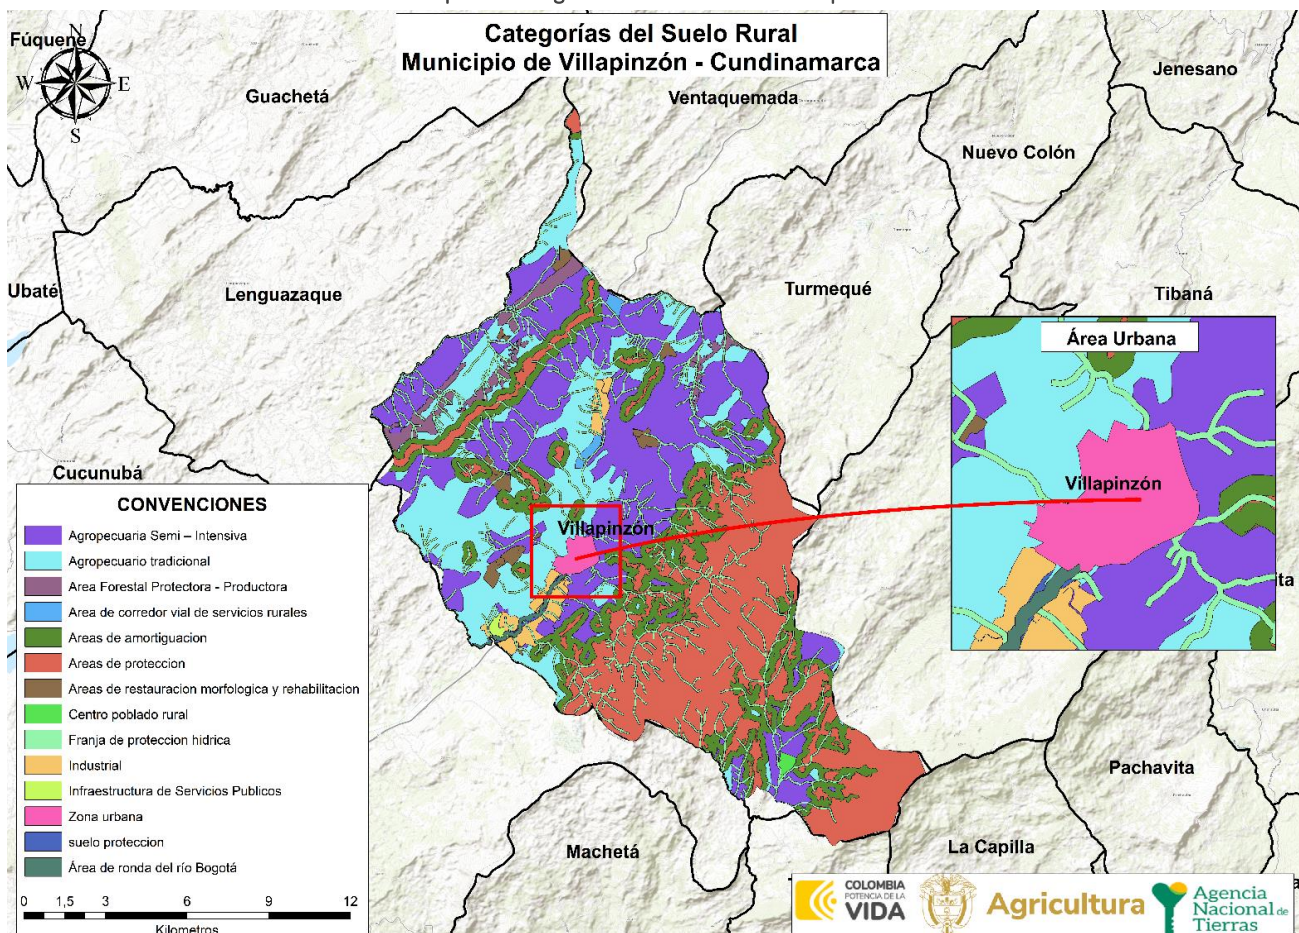 Categorías del Suelo Rural
Municipio de Villapinzón - Cundinamarca
Fúquene
N
W
E
S
Guachetá
Ventaquemada
Jenesano
Nuevo Colón
Ubaté
Lenguazaque
Turmequé
Tibaná
Área Urbana
Villapinzón
Cucunubá
Villapinzón
ita
CONVENCIONES
Agropecuaria Semi – Intensiva
Agropecuario tradicional
Area Forestal Protectora - Productora
Area de corredor vial de servicios rurales
Areas de amortiguacion
Areas de proteccion
Areas de restauracion morfologica y rehabilitacion
Centro poblado rural
Franja de proteccion hidrica
Industrial
Infraestructura de Servicios Publicos
Zona urbana
suelo proteccion
Área de ronda del río Bogotá
0 1,5 3 6 9 12
Kilometros
Pachavita
Machetá
La Capilla
COLOMBIA
POTENCIA DE LA
VIDA
Agricultura
Agencia
Nacional de
Tierras